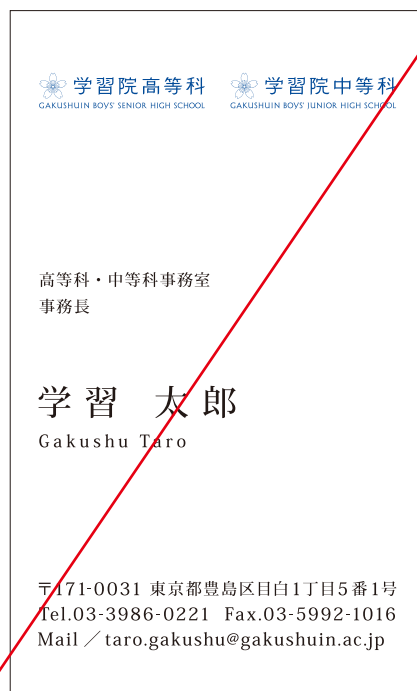 学習院高等科 学習院中等科
GAKUSHUIN BOYS' SENIOR HIGH SCHOOL GAKUSHUIN BOYS' JUNIOR HIGH SCHOOL
高等科・中等科事務室
事務長
学習 太郎
Gakushu Taro
〒171-0031 東京都豊島区目白1丁目5番1号
Tel.03-3986-0221 Fax.03-5992-1016
Mail／taro.gakushu@gakushuin.ac.jp